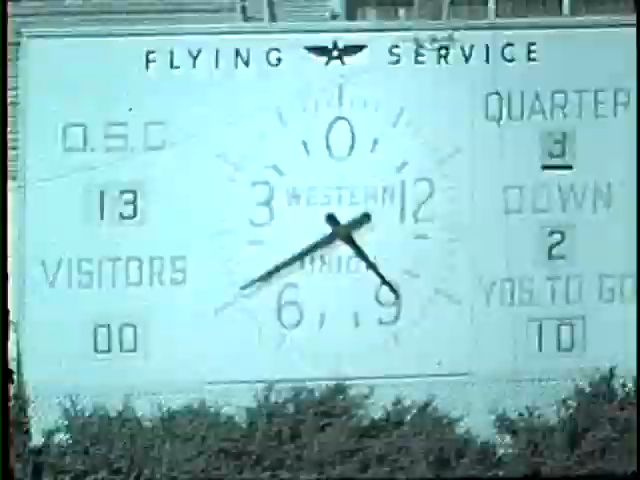 FLYING A SERVICE
O.S.C
13
VISITORS
00
0
3
12
6
9
WESTERN
UNION
QUARTER
3
DOWN
2
YDS. TO GO
10